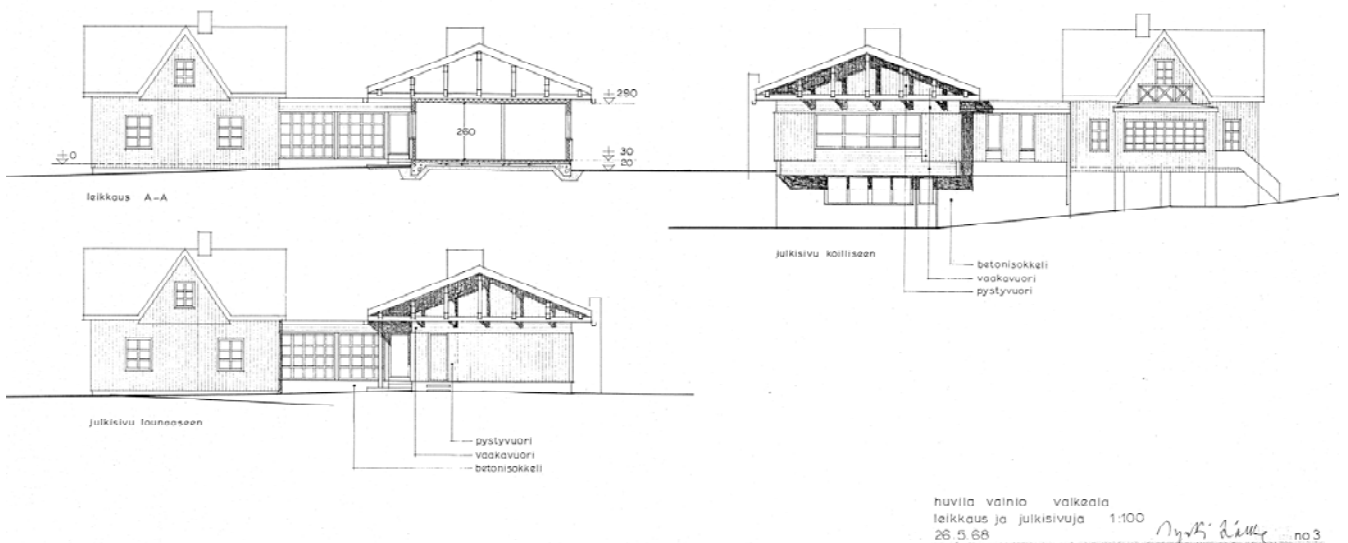 290
260
0
30
20
leikkaus A-A
julkisivu koilliseen
betonisokkeli
vaakavuori
pystyvuori
julkisivu lounaaseen
pystyvuori
vaakavuori
betonisokkeli
huvila vainio valkeala
leikkaus ja julkisivuja 1:100
26.5.68 no 3